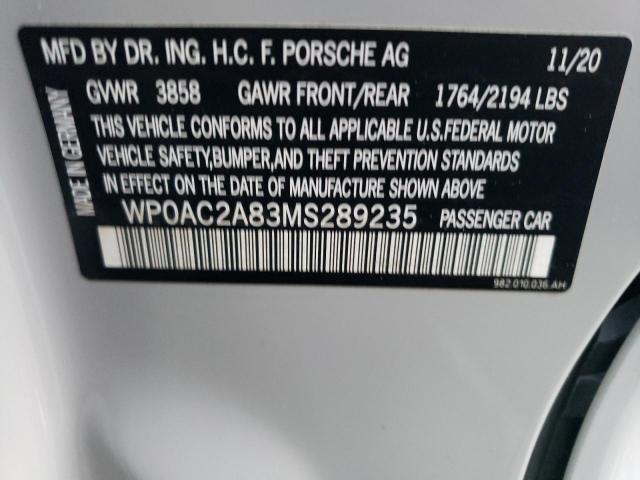 MFD BY DR. ING. H.C. F. PORSCHE AG 11/20
GVWR 3858 GAWR FRONT/REAR 1764/2194 LBS
THIS VEHICLE CONFORMS TO ALL APPLICABLE U.S.FEDERAL MOTOR
VEHICLE SAFETY,BUMPER,AND THEFT PREVENTION STANDARDS
IN EFFECT ON THE DATE OF MANUFACTURE SHOWN ABOVE
WP0AC2A83MS289235 PASSENGER CAR
MADE IN GERMANY
982.010.036.AH